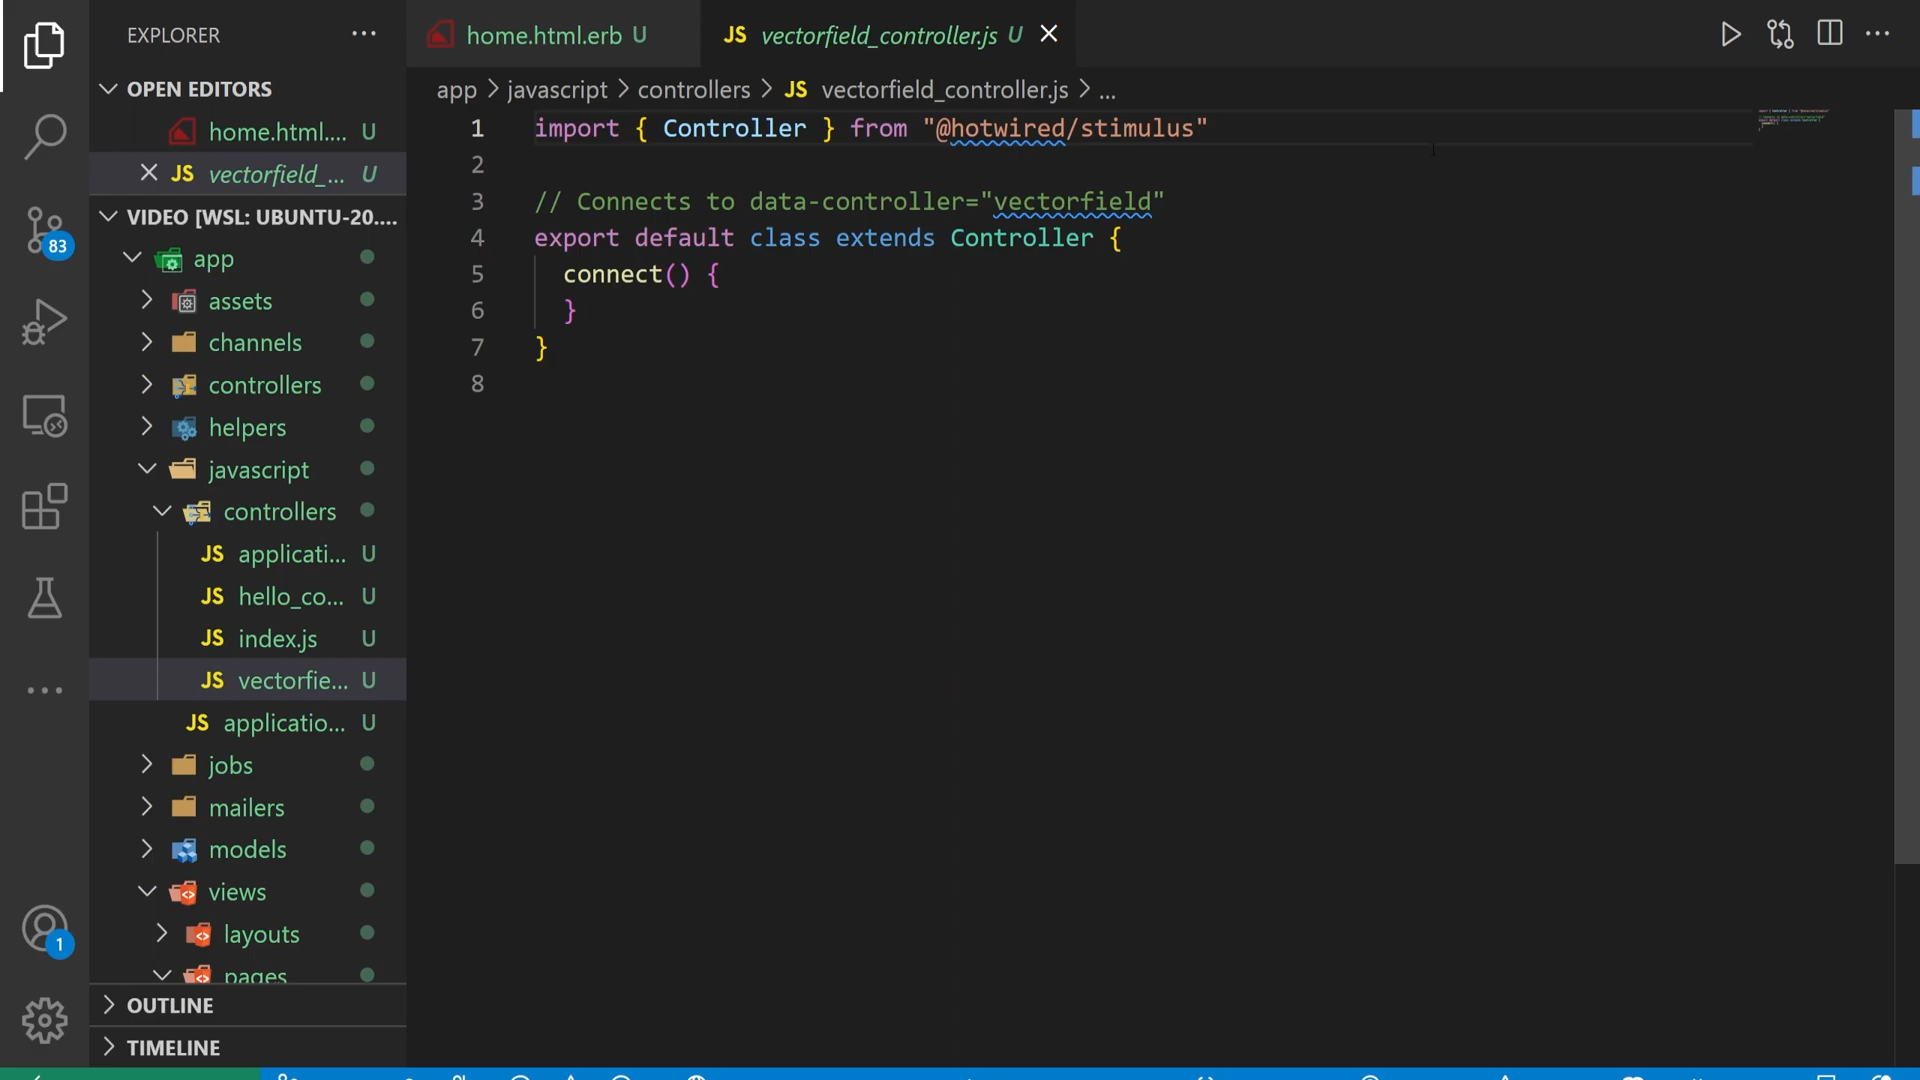 EXPLORER
OPEN EDITORS
home.html.... U
JS vectorfield_... U
VIDEO [WSL: UBUNTU-20....
app
assets
channels
controllers
helpers
javascript
controllers
JS applicati... U
JS hello_co... U
JS index.js U
JS vectorfie... U
JS applicatio... U
jobs
mailers
models
views
layouts
pages
OUTLINE
TIMELINE
83
1
home.html.erb U
JS vectorfield_controller.js U
app > javascript > controllers > JS vectorfield_controller.js > ...
1 import { Controller } from "@hotwired/stimulus"
2
3 // Connects to data-controller="vectorfield"
4 export default class extends Controller {
5 connect() {
6 }
7 }
8